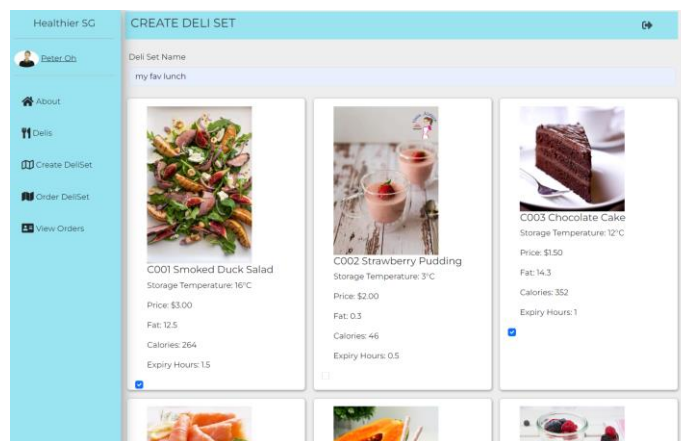 Healthier SG
CREATE DELI SET
Peter Oh
About
Delis
Create DeliSet
Order DeliSet
View Orders
Deli Set Name
my fav lunch
C001 Smoked Duck Salad
Storage Temperature: 16°C
Price: $3.00
Fat: 12.5
Calories: 264
Expiry Hours: 1.5
C002 Strawberry Pudding
Storage Temperature: 3°C
Price: $2.00
Fat: 0.3
Calories: 46
Expiry Hours: 0.5
C003 Chocolate Cake
Storage Temperature: 12°C
Price: $1.50
Fat: 14.3
Calories: 352
Expiry Hours: 1